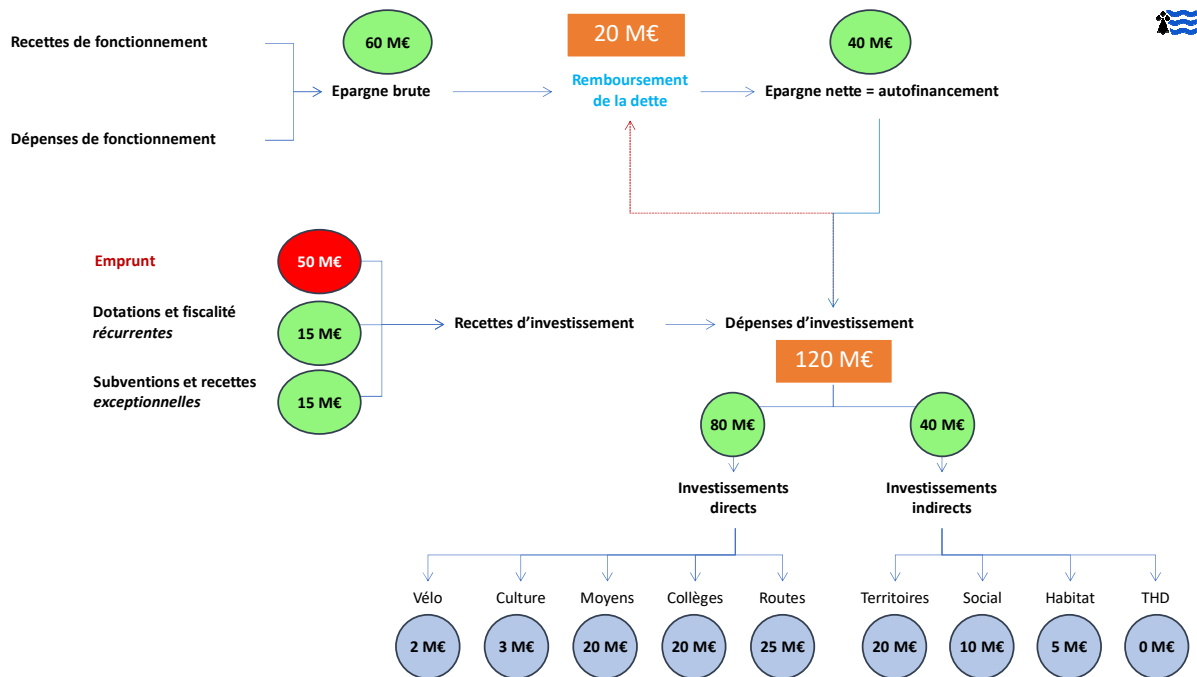 Recettes de fonctionnement
60 M€
20 M€
40 M€
Epargne brute
Remboursement
de la dette
Epargne nette = autofinancement
Dépenses de fonctionnement
Emprunt
50 M€
Dotations et fiscalité
récurrentes
15 M€
Recettes d’investissement
Dépenses d’investissement
120 M€
Subventions et recettes
exceptionnelles
15 M€
80 M€
40 M€
Investissements
directs
Investissements
indirects
Vélo
Culture
Moyens
Collèges
Routes
Territoires
Social
Habitat
THD
2 M€
3 M€
20 M€
20 M€
25 M€
20 M€
10 M€
5 M€
0 M€